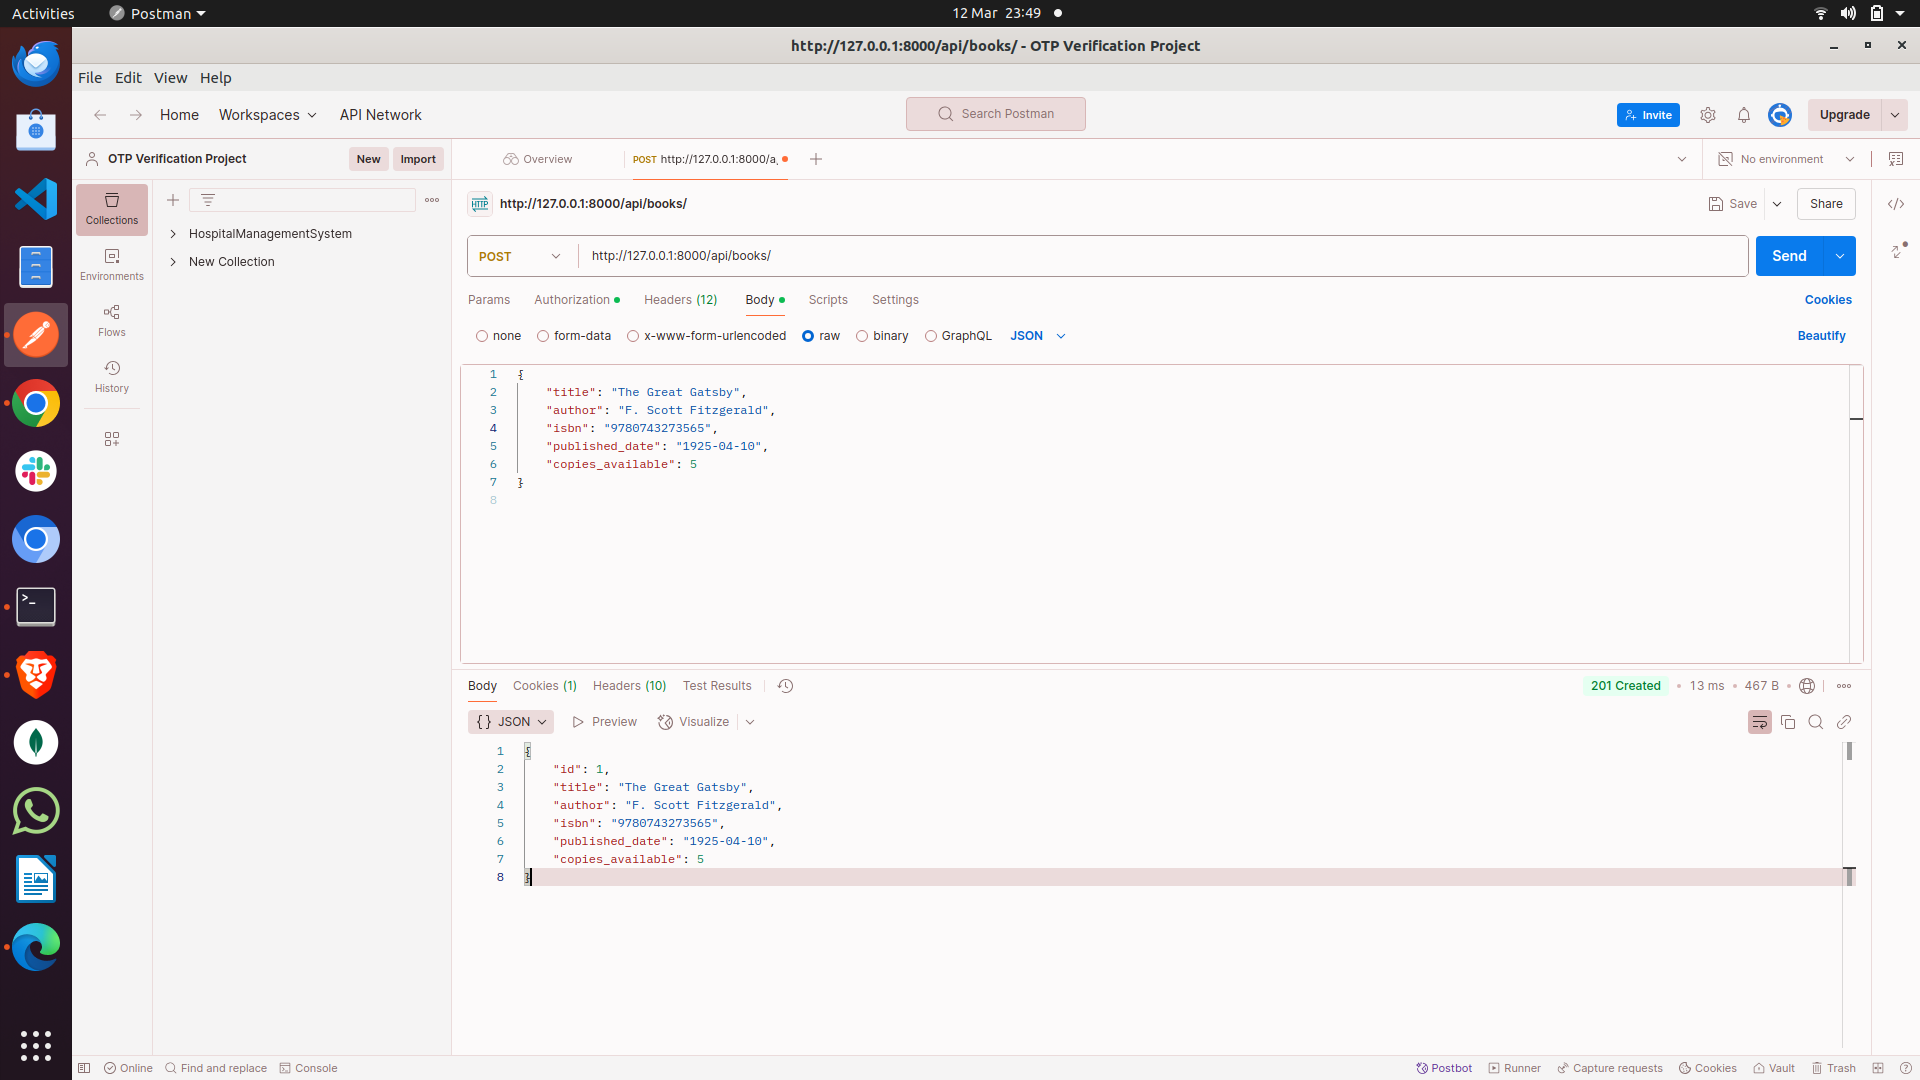 Activities Postman 12 Mar 23:49
http://127.0.0.1:8000/api/books/ - OTP Verification Project
File Edit View Help
Home Workspaces API Network Search Postman Invite Upgrade
OTP Verification Project New Import Overview POST http://127.0.0.1:8000/a No environment
Collections
Environments
Flows
History
HospitalManagementSystem
New Collection
HTTP http://127.0.0.1:8000/api/books/ Save Share
POST http://127.0.0.1:8000/api/books/ Send
Params Authorization Headers (12) Body Scripts Settings Cookies
none form-data x-www-form-urlencoded raw binary GraphQL JSON Beautify
1 {
2 "title": "The Great Gatsby",
3 "author": "F. Scott Fitzgerald",
4 "isbn": "9780743273565",
5 "published_date": "1925-04-10",
6 "copies_available": 5
7 }
8
Body Cookies (1) Headers (10) Test Results 201 Created • 13 ms • 467 B •
{} JSON Preview Visualize
1 {
2 "id": 1,
3 "title": "The Great Gatsby",
4 "author": "F. Scott Fitzgerald",
5 "isbn": "9780743273565",
6 "published_date": "1925-04-10",
7 "copies_available": 5
8 }
Online Find and replace Console Postbot Runner Capture requests Cookies Vault Trash